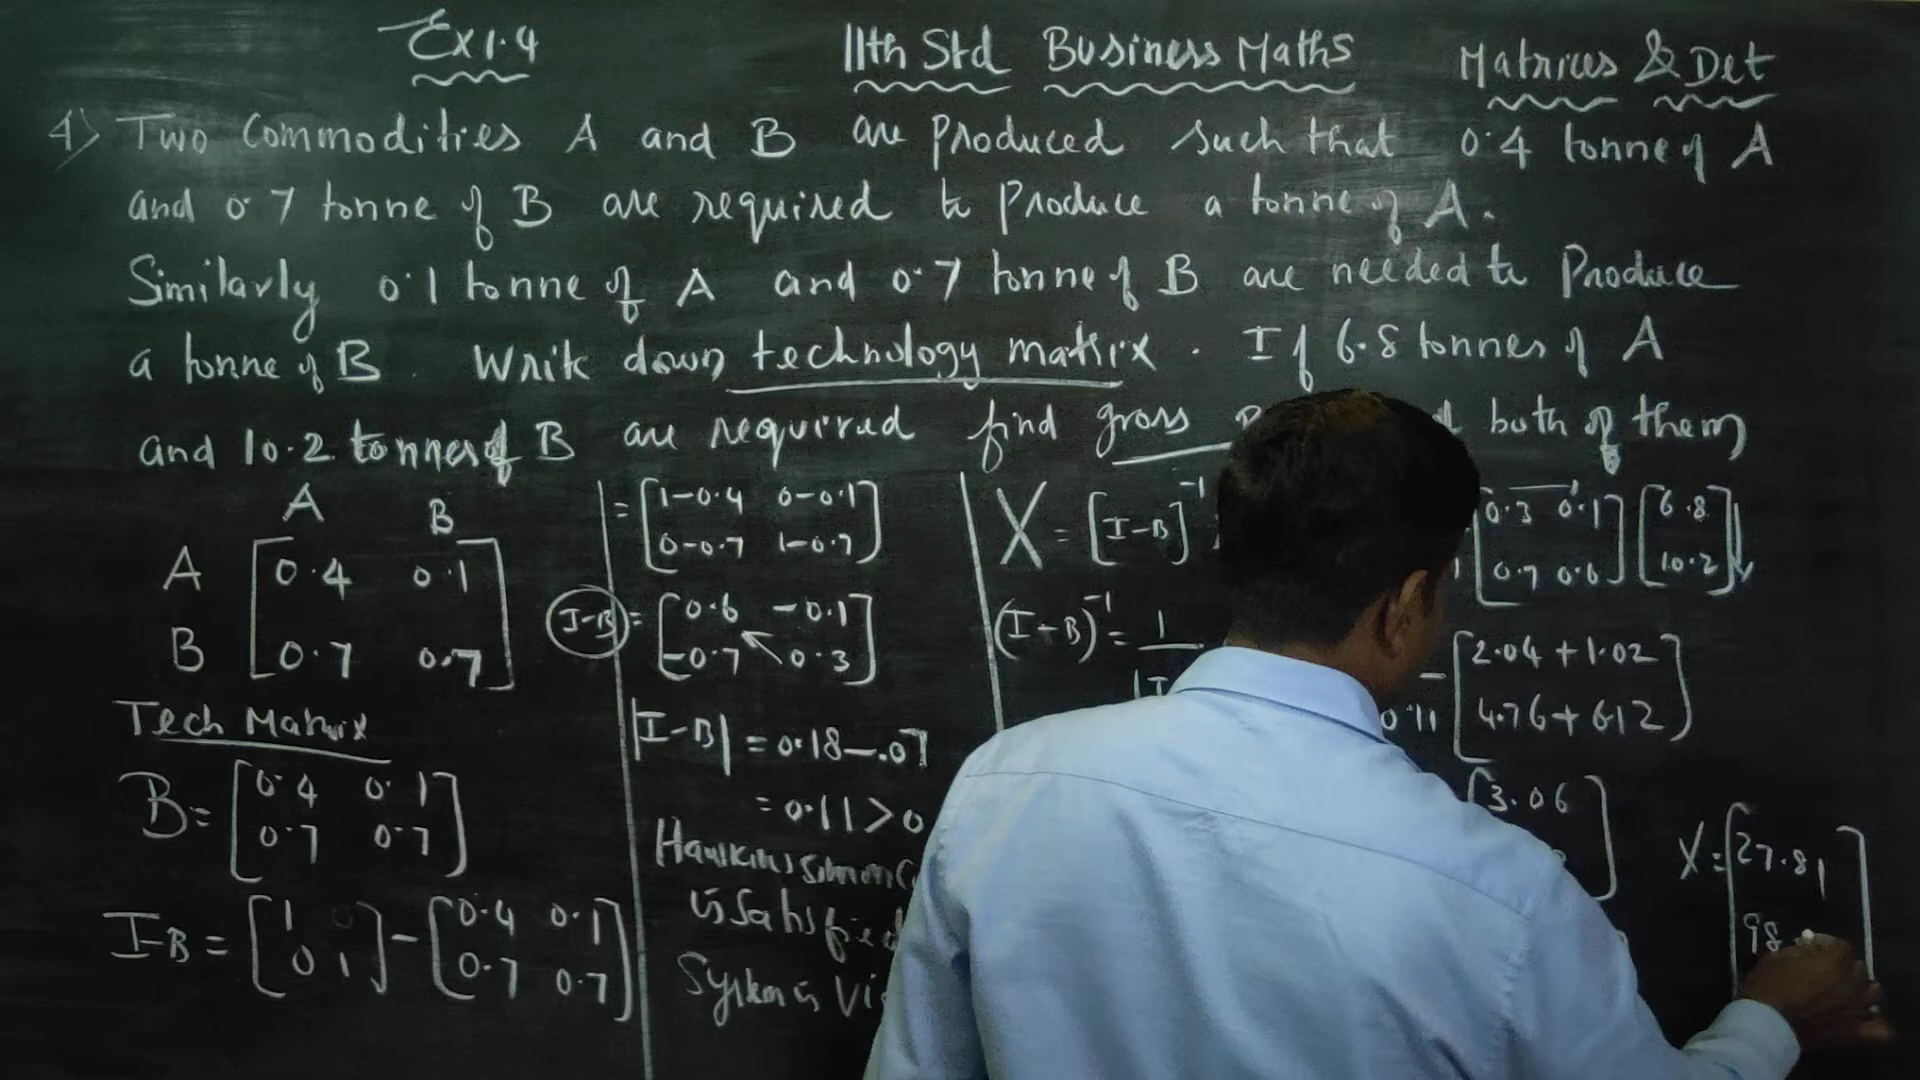 Ex 1.4
11th Std Business Maths
Matrices & Det
4) Two Commodities A and B are produced such that 0.4 tonne of A
and 0.7 tonne of B are required to produce a tonne of A.
Similarly 0.1 tonne of A and 0.7 tonne of B are needed to Produce
a tonne of B. Write down technology matrix. If 6.8 tonnes of A
and 10.2 tonnes of B are required find gross both of them
A B
A [0.4 0.1
B 0.7 0.7]
Tech Matrix
B = [0.4 0.1
0.7 0.7]
I-B = [1 0
0 1] - [0.4 0.1
0.7 0.7]
= [1-0.4 0-0.1
0-0.7 1-0.7]
I-B = [0.6 -0.1
-0.7 0.3]
|I-B| = 0.18-.07
= 0.11>0
Hawkins Simon
is Satisfied
System is
X = [I-B]⁻¹
(I-B)⁻¹ = 1
[0.3 0.1
0.7 0.6] [6.8
10.2]
0.11 [2.04+1.02
4.76+6.12]
[3.06
X = [27.81
98